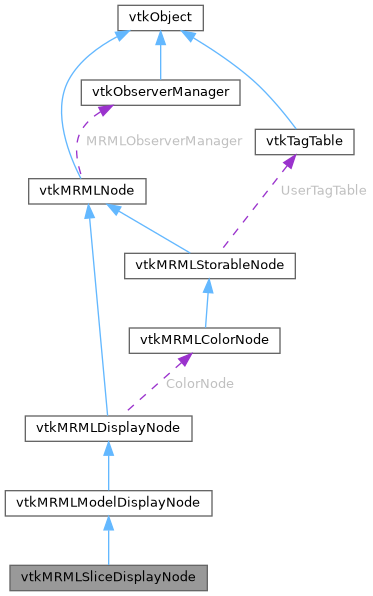 vtkObject
vtkObserverManager
MRMLObserverManager
vtkTagTable
vtkMRMLNode
UserTagTable
vtkMRMLStorableNode
vtkMRMLColorNode
ColorNode
vtkMRMLDisplayNode
vtkMRMLModelDisplayNode
vtkMRMLSliceDisplayNode